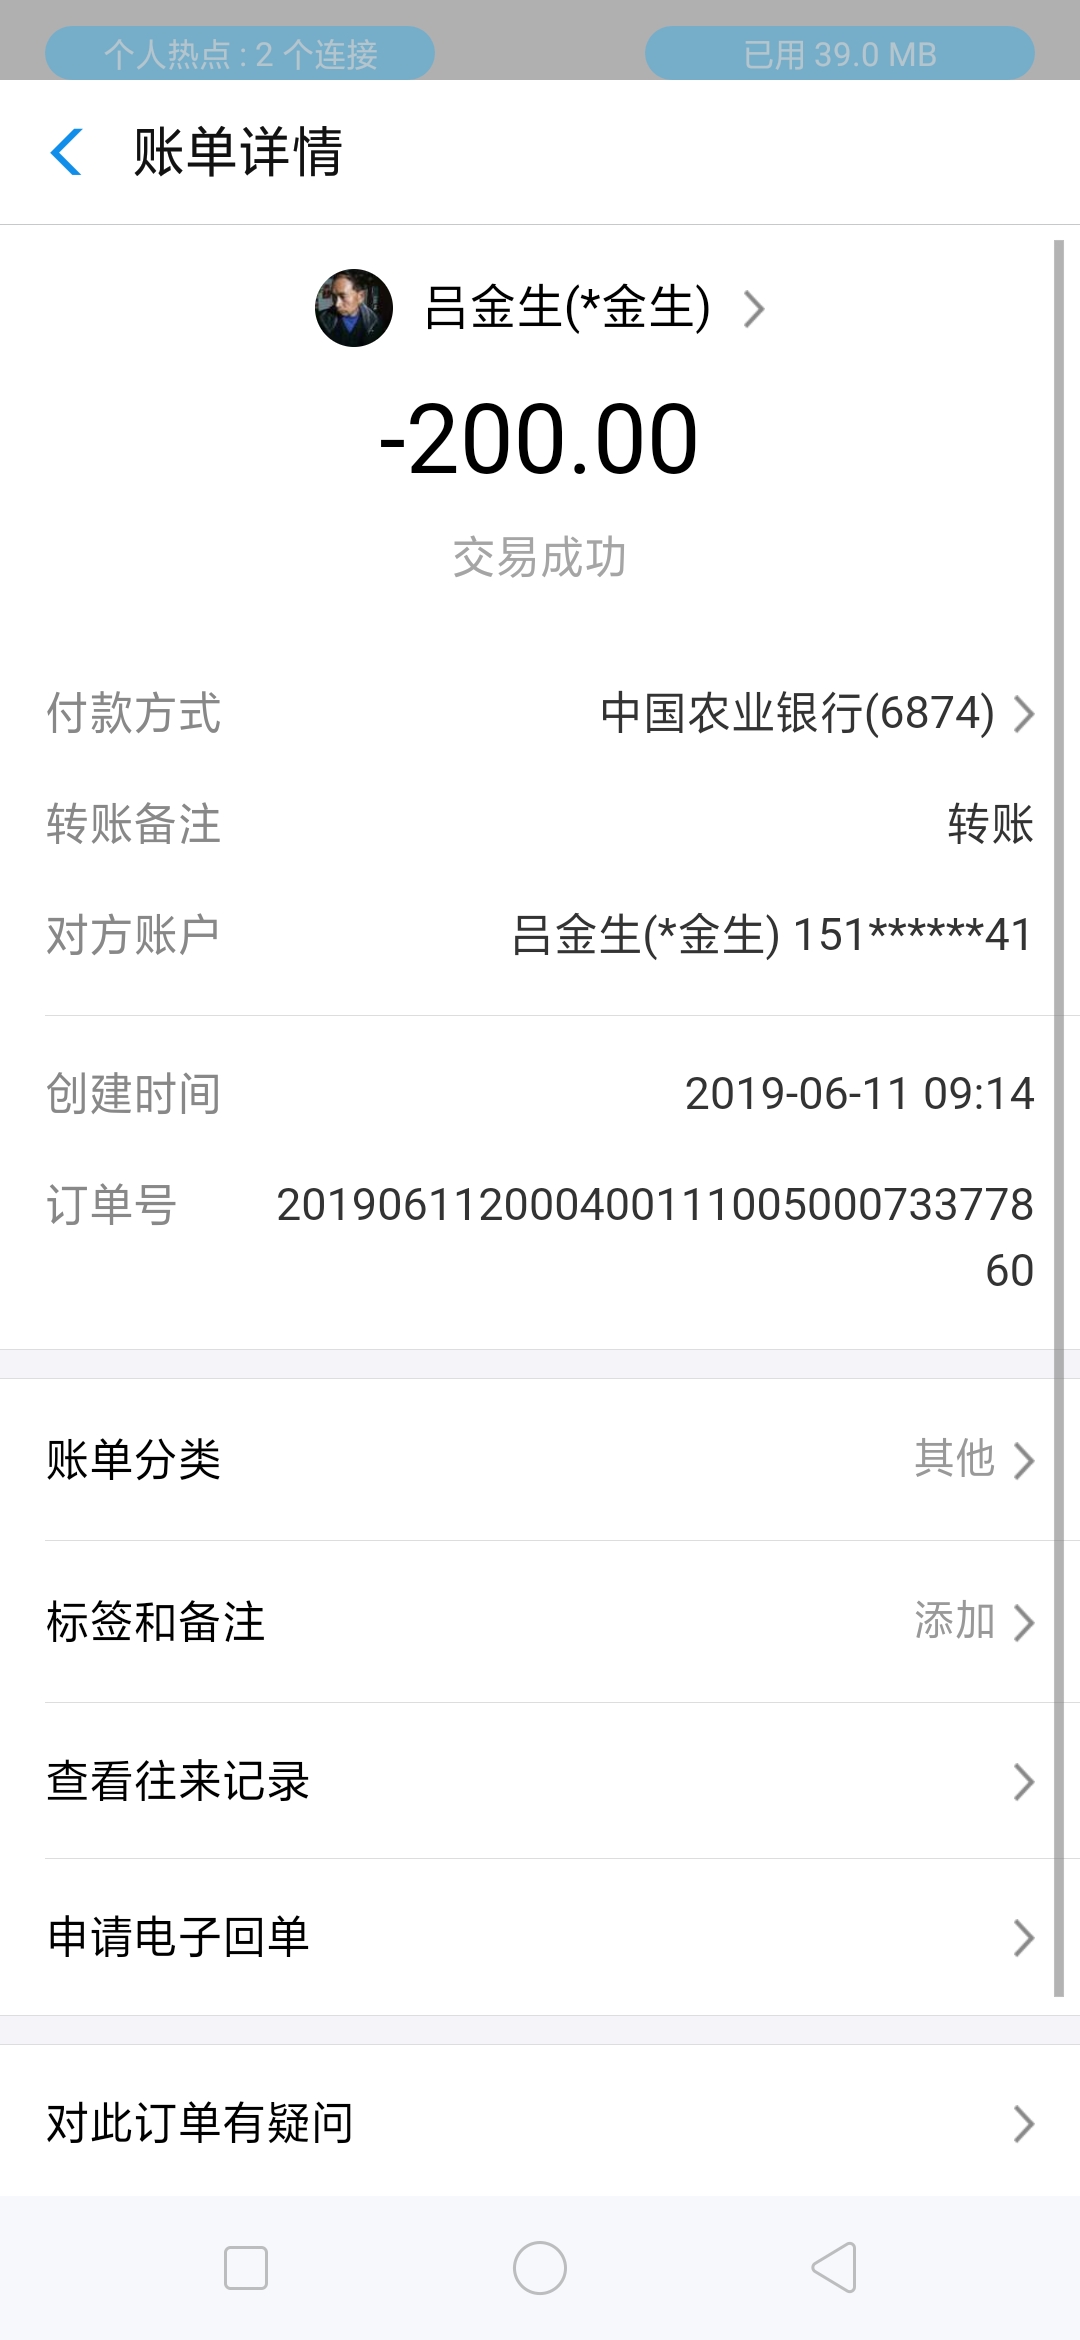 个人热点 : 2 个连接
已用 39.0 MB
账单详情
吕金生(*金生)
-200.00
交易成功
付款方式 中国农业银行(6874)
转账备注 转账
对方账户 吕金生(*金生) 151******41
创建时间 2019-06-11 09:14
订单号 201906112000400111005000733778
60
账单分类 其他
标签和备注 添加
查看往来记录
申请电子回单
对此订单有疑问